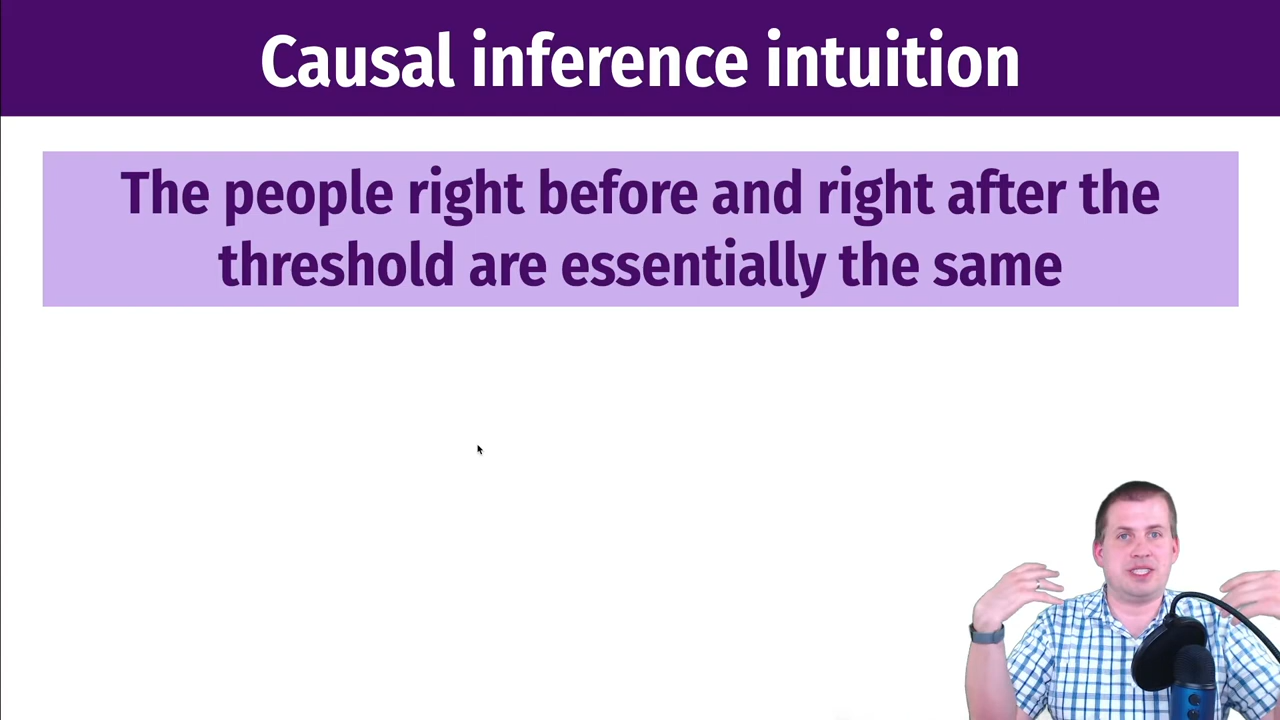 Causal inference intuition
The people right before and right after the
threshold are essentially the same